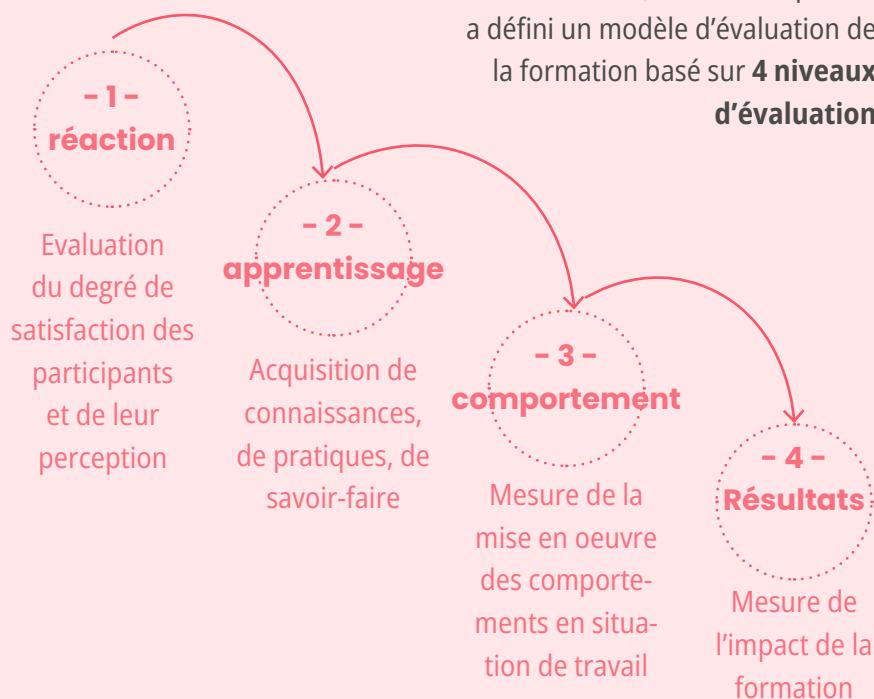 a défini un modèle d’évaluation de
la formation basé sur 4 niveaux
d’évaluation
- 1 -
réaction
Evaluation
du degré de
satisfaction des
participants
et de leur
perception
- 2 -
apprentissage
Acquisition de
connaissances,
de pratiques, de
savoir-faire
- 3 -
comportement
Mesure de la
mise en oeuvre
des comporte-
ments en situa-
tion de travail
- 4 -
Résultats
Mesure de
l’impact de la
formation